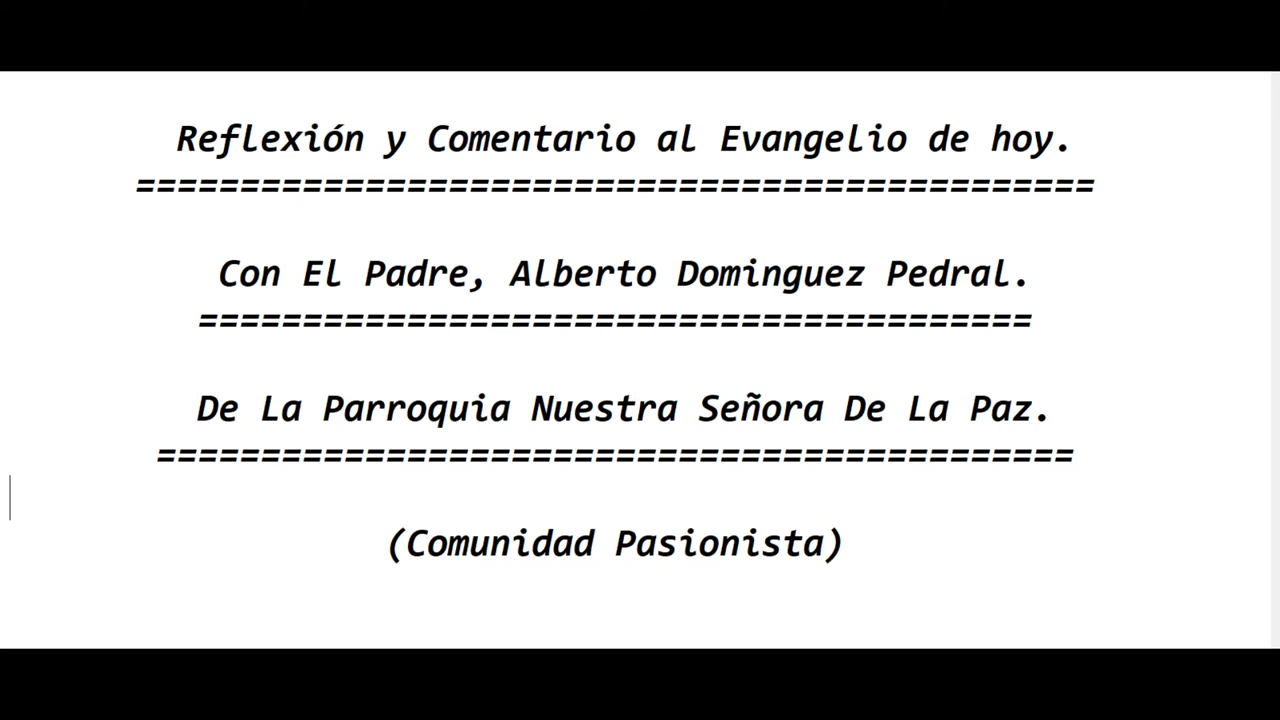 Reflexión y Comentario al Evangelio de hoy.
==============================================
Con El Padre, Alberto Dominguez Pedral.
========================================
De La Parroquia Nuestra Señora De La Paz.
============================================
(Comunidad Pasionista)